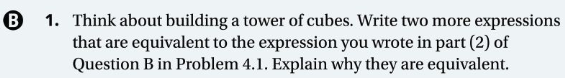 B 1. Think about building a tower of cubes. Write two more expressions
that are equivalent to the expression you wrote in part (2) of
Question B in Problem 4.1. Explain why they are equivalent.